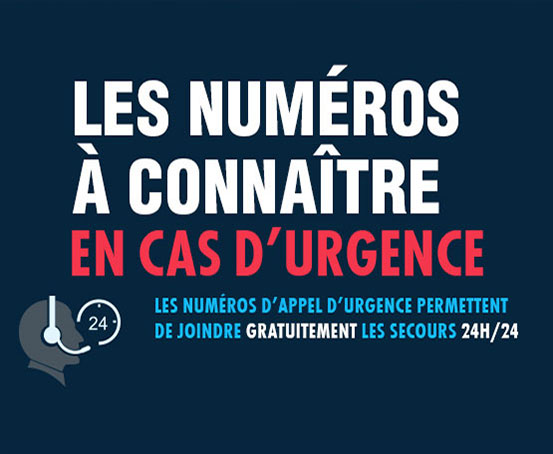 LES NUMÉROS
À CONNAÎTRE
EN CAS D'URGENCE
LES NUMÉROS D'APPEL D'URGENCE PERMETTENT
24
DE JOINDRE GRATUITEMENT LES SECOURS 24H/24